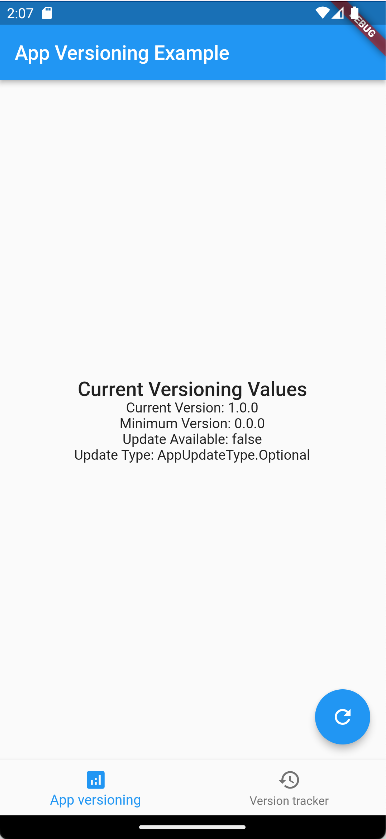 2:07
DEBUG
App Versioning Example
Current Versioning Values
Current Version: 1.0.0
Minimum Version: 0.0.0
Update Available: false
Update Type: AppUpdateType.Optional
App versioning
Version tracker